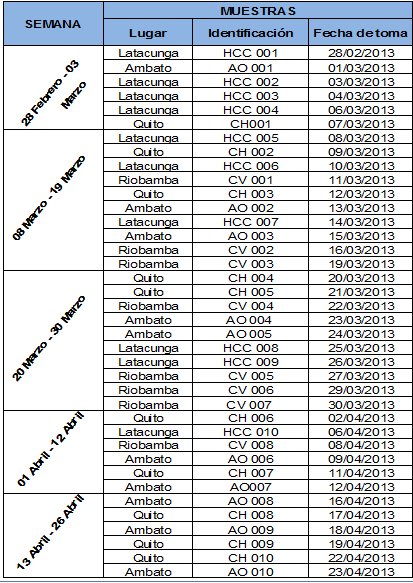 SEMANA MUESTRAS
Lugar Identificación Fecha de toma
28 Febrero - 03 Marzo
Latacunga HCC 001 28/02/2013
Ambato AO 001 01/03/2013
Latacunga HCC 002 03/03/2013
Latacunga HCC 003 04/03/2013
Latacunga HCC 004 06/03/2013
Quito CH001 07/03/2013
08 Marzo - 19 Marzo
Latacunga HCC 005 08/03/2013
Quito CH 002 09/03/2013
Latacunga HCC 006 10/03/2013
Riobamba CV 001 11/03/2013
Quito CH 003 12/03/2013
Ambato AO 002 13/03/2013
Latacunga HCC 007 14/03/2013
Ambato AO 003 15/03/2013
Riobamba CV 002 16/03/2013
Riobamba CV 003 19/03/2013
20 Marzo - 30 Marzo
Quito CH 004 20/03/2013
Quito CH 005 21/03/2013
Riobamba CV 004 22/03/2013
Ambato AO 004 23/03/2013
Ambato AO 005 24/03/2013
Latacunga HCC 008 25/03/2013
Latacunga HCC 009 26/03/2013
Riobamba CV 005 27/03/2013
Riobamba CV 006 29/03/2013
Riobamba CV 007 30/03/2013
01 Abril - 12 Abril
Quito CH 006 02/04/2013
Latacunga HCC 010 06/04/2013
Riobamba CV 008 08/04/2013
Ambato AO 006 09/04/2013
Quito CH 007 11/04/2013
Ambato AO007 12/04/2013
13 Abril - 26 Abril
Ambato AO 008 16/04/2013
Quito CH 008 17/04/2013
Ambato AO 009 18/04/2013
Quito CH 009 19/04/2013
Quito CH 010 22/04/2013
Ambato AO 010 23/04/2013